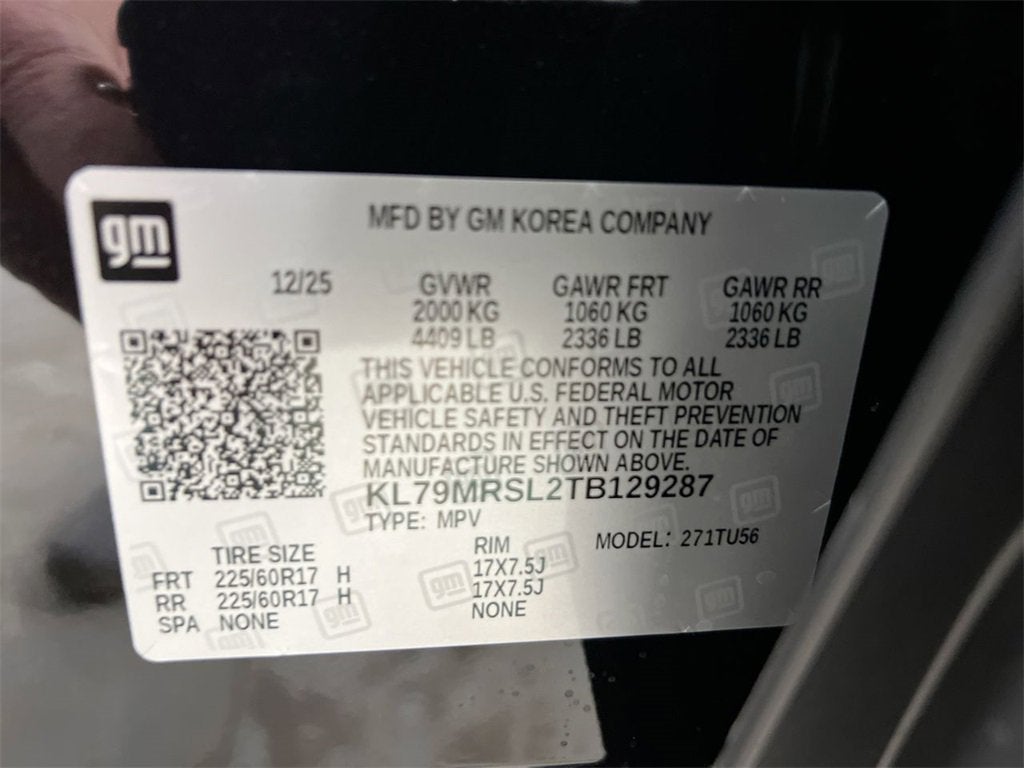 gm
MFD BY GM KOREA COMPANY
12/25 GVWR GAWR FRT GAWR RR
2000 KG 1060 KG 1060 KG
4409 LB 2336 LB 2336 LB
THIS VEHICLE CONFORMS TO ALL
APPLICABLE U.S. FEDERAL MOTOR
VEHICLE SAFETY AND THEFT PREVENTION
STANDARDS IN EFFECT ON THE DATE OF
MANUFACTURE SHOWN ABOVE.
KL79MRSL2TB129287
TYPE: MPV
MODEL: 271TU56
TIRE SIZE RIM
FRT 225/60R17 H 17X7.5J
RR 225/60R17 H 17X7.5J
SPA NONE NONE